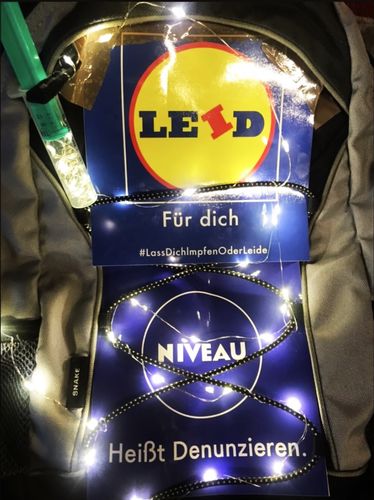 LEID
Für dich
#LassDichImpfenOderLeide
NIVEAU
SNAKE
Heißt Denunzieren.